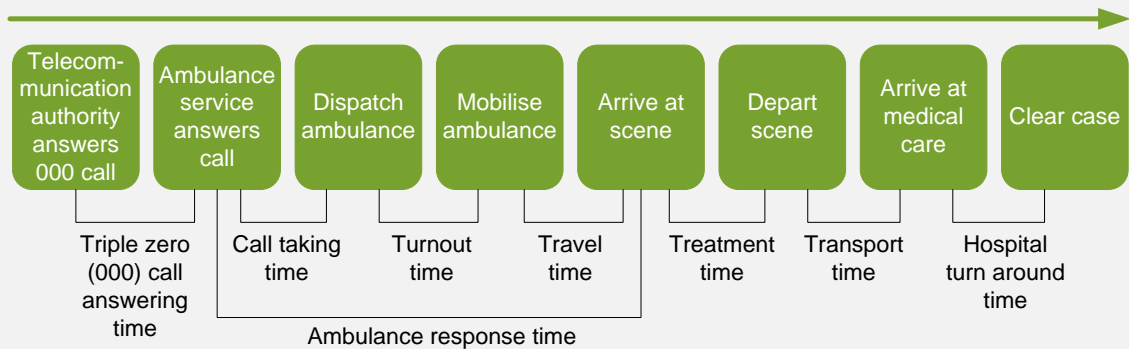 Telecom-
munication
authority
answers
000 call
Ambulance
service
answers
call
Dispatch
ambulance
Mobilise
ambulance
Arrive at
scene
Depart
scene
Arrive at
medical
care
Clear case
Triple zero
(000) call
answering
time
Call taking
time
Turnout
time
Travel
time
Treatment
time
Transport
time
Hospital
turn around
time
Ambulance response time